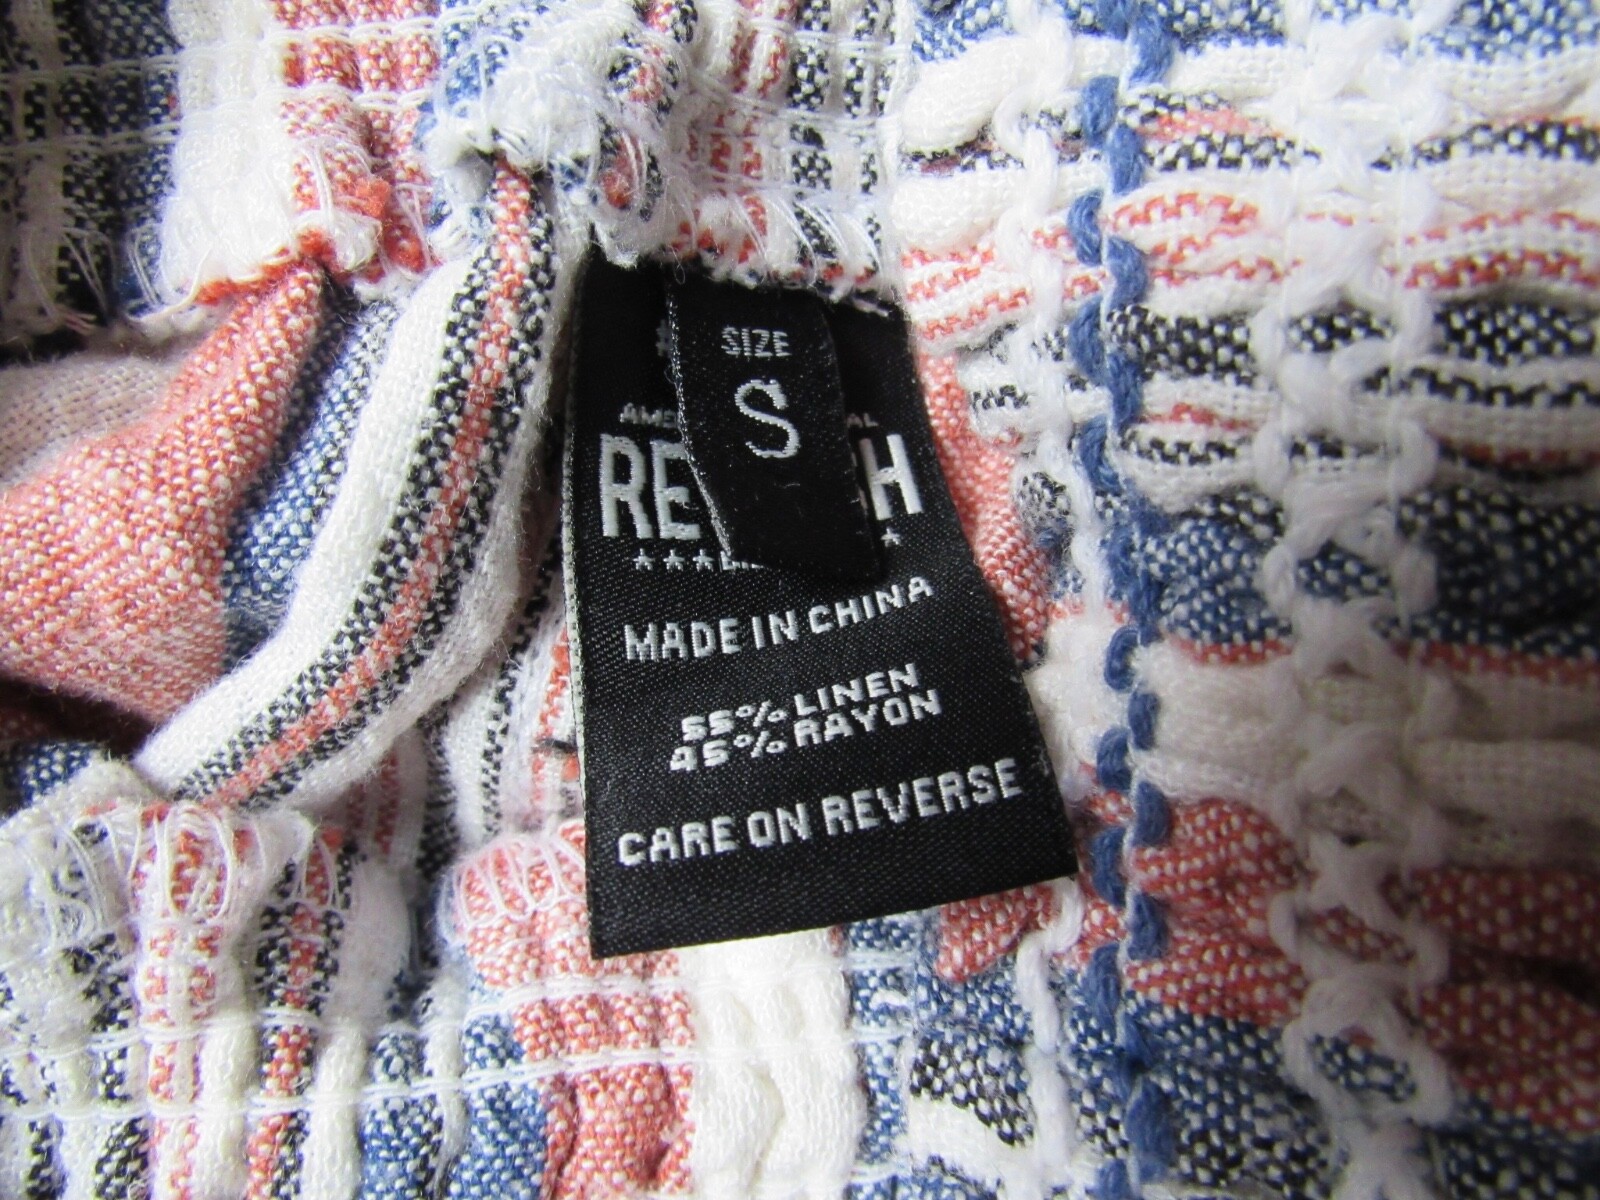 SIZE
S
MADE IN CHINA
55% LINEN
45% RAYON
CARE ON REVERSE